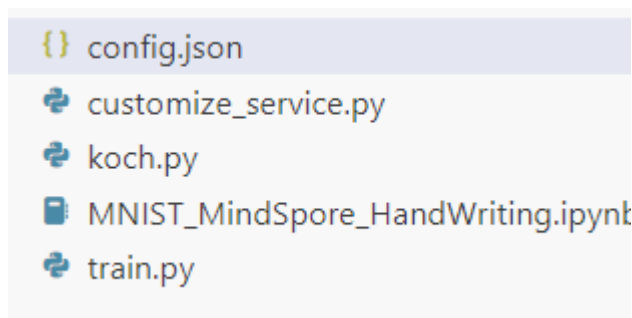 config.json
customize_service.py
koch.py
MNIST_MindSpore_HandWriting.ipynb
train.py